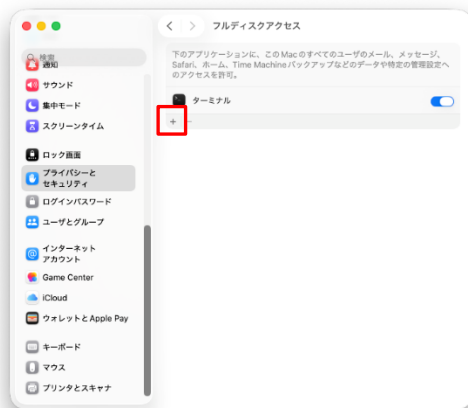 フルディスクアクセス
下のアプリケーションに、このMacのすべてのユーザのメール、メッセージ、
Safari、ホーム、Time Machineバックアップなどのデータや特定の管理設定へ
のアクセスを許可。
ターミナル
検索
通知
サウンド
集中モード
スクリーンタイム
ロック画面
プライバシーと
セキュリティ
ログインパスワード
ユーザとグループ
インターネット
アカウント
Game Center
iCloud
ウォレットとApple Pay
キーボード
マウス
プリンタとスキャナ